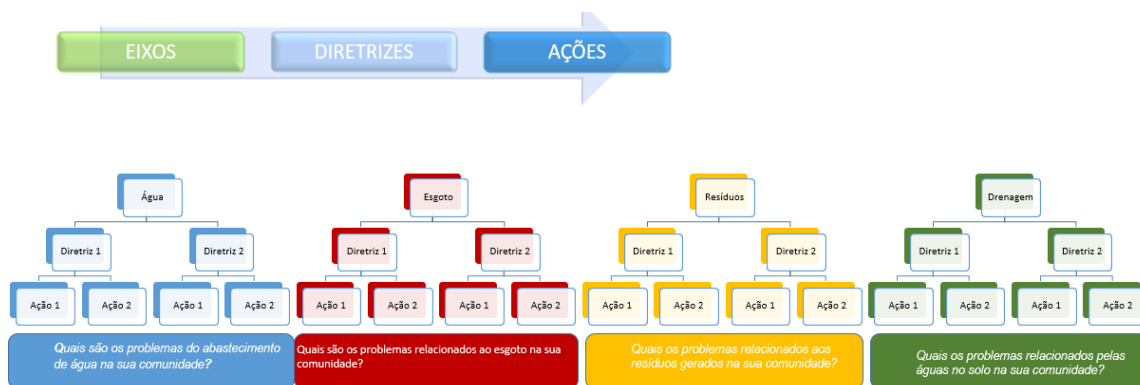 EIXOS
DIRETRIZES
AÇÕES
Água
Diretriz 1
Diretriz 2
Ação 1
Ação 2
Ação 1
Ação 2
Quais são os problemas do abastecimento
de água na sua comunidade?
Esgoto
Diretriz 1
Diretriz 2
Ação 1
Ação 2
Ação 1
Ação 2
Quais são os problemas relacionados ao esgoto na sua
comunidade?
Resíduos
Diretriz 1
Diretriz 2
Ação 1
Ação 2
Ação 1
Ação 2
Quais os problemas relacionados aos
resíduos gerados na sua comunidade?
Drenagem
Diretriz 1
Diretriz 2
Ação 1
Ação 2
Ação 1
Ação 2
Quais os problemas relacionados pelas
águas no solo na sua comunidade?